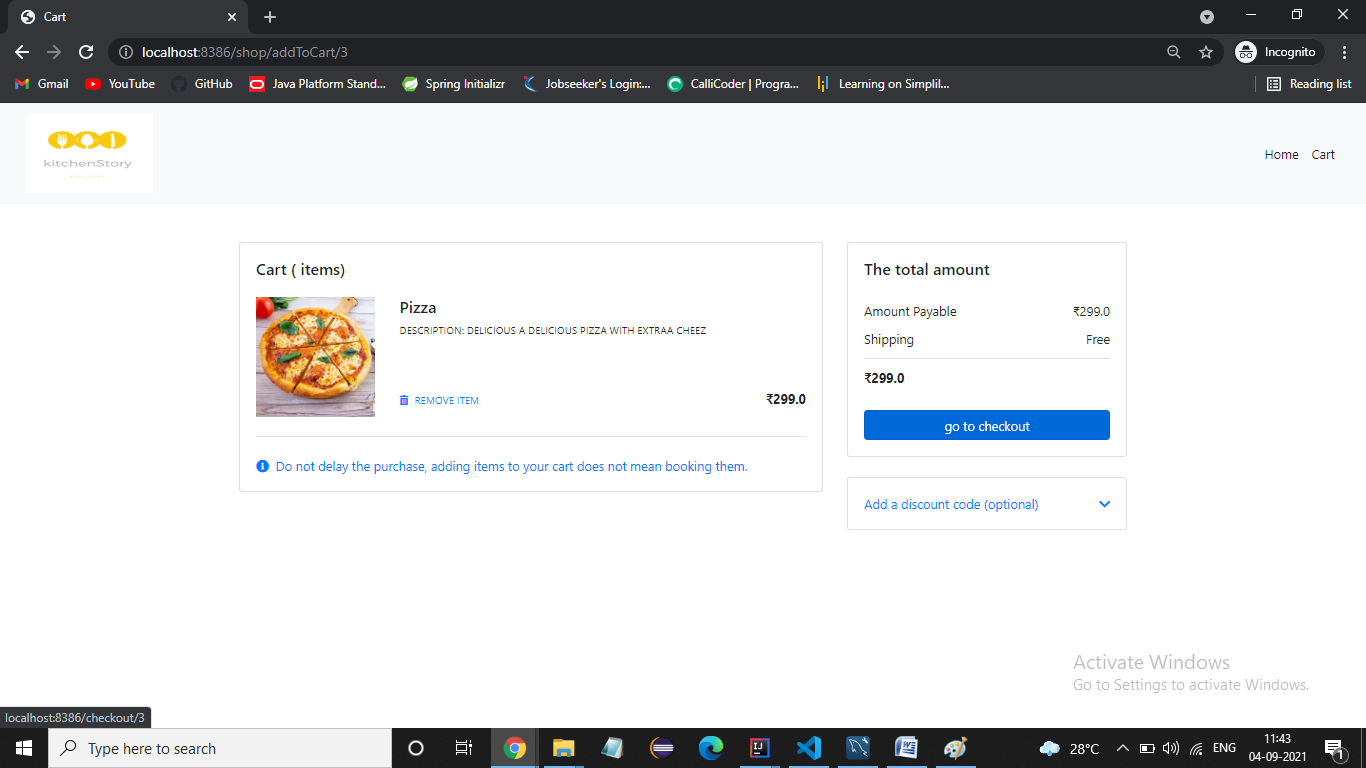 Cart
localhost:8386/shop/addToCart/3
Incognito
Gmail
YouTube
GitHub
Java Platform Stand...
Spring Initializr
Jobseeker's Login:...
CalliCoder | Progra...
Learning on Simplil...
Reading list
kitchenStory
Home
Cart
Cart ( items)
Pizza
DESCRIPTION: DELICIOUS A DELICIOUS PIZZA WITH EXTRAA CHEEZ
REMOVE ITEM
₹299.0
Do not delay the purchase, adding items to your cart does not mean booking them.
The total amount
Amount Payable ₹299.0
Shipping Free
₹299.0
go to checkout
Add a discount code (optional)
Activate Windows
Go to Settings to activate Windows.
localhost:8386/checkout/3
Type here to search
28°C
ENG
11:43
04-09-2021
1